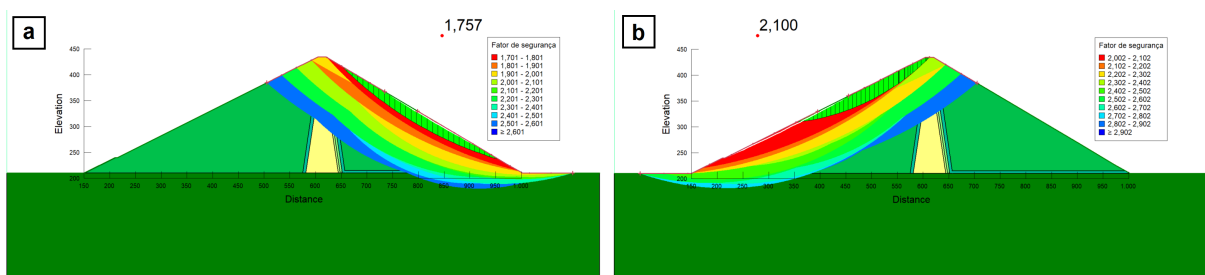 a
1,757
Fator de segurança
1,701 - 1,801
1,801 - 1,901
1,901 - 2,001
2,001 - 2,101
2,101 - 2,201
2,201 - 2,301
2,301 - 2,401
2,401 - 2,501
2,501 - 2,601
≥ 2,601
450
400
350
300
250
200
Elevation
150 200 250 300 350 400 450 500 550 600 650 700 750 800 850 900 950 1.000
Distance
b
2,100
Fator de segurança
2,002 - 2,102
2,102 - 2,202
2,202 - 2,302
2,302 - 2,402
2,402 - 2,502
2,502 - 2,602
2,602 - 2,702
2,702 - 2,802
2,802 - 2,902
≥ 2,902
450
400
350
300
250
200
Elevation
150 200 250 300 350 400 450 500 550 600 650 700 750 800 850 900 950 1.000
Distance